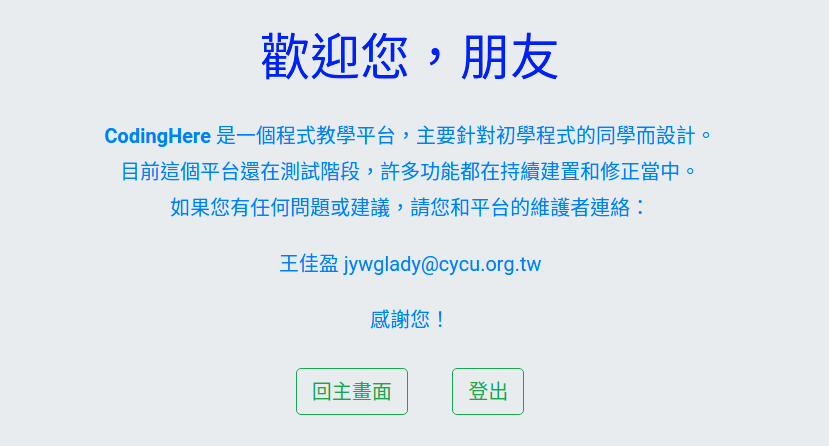 歡迎您，朋友
CodingHere 是一個程式教學平台，主要針對初學程式的同學而設計。
目前這個平台還在測試階段，許多功能都在持續建置和修正當中。
如果您有任何問題或建議，請您和平台的維護者連絡：
王佳盈 jywglady@cycu.org.tw
感謝您！
回主畫面 登出